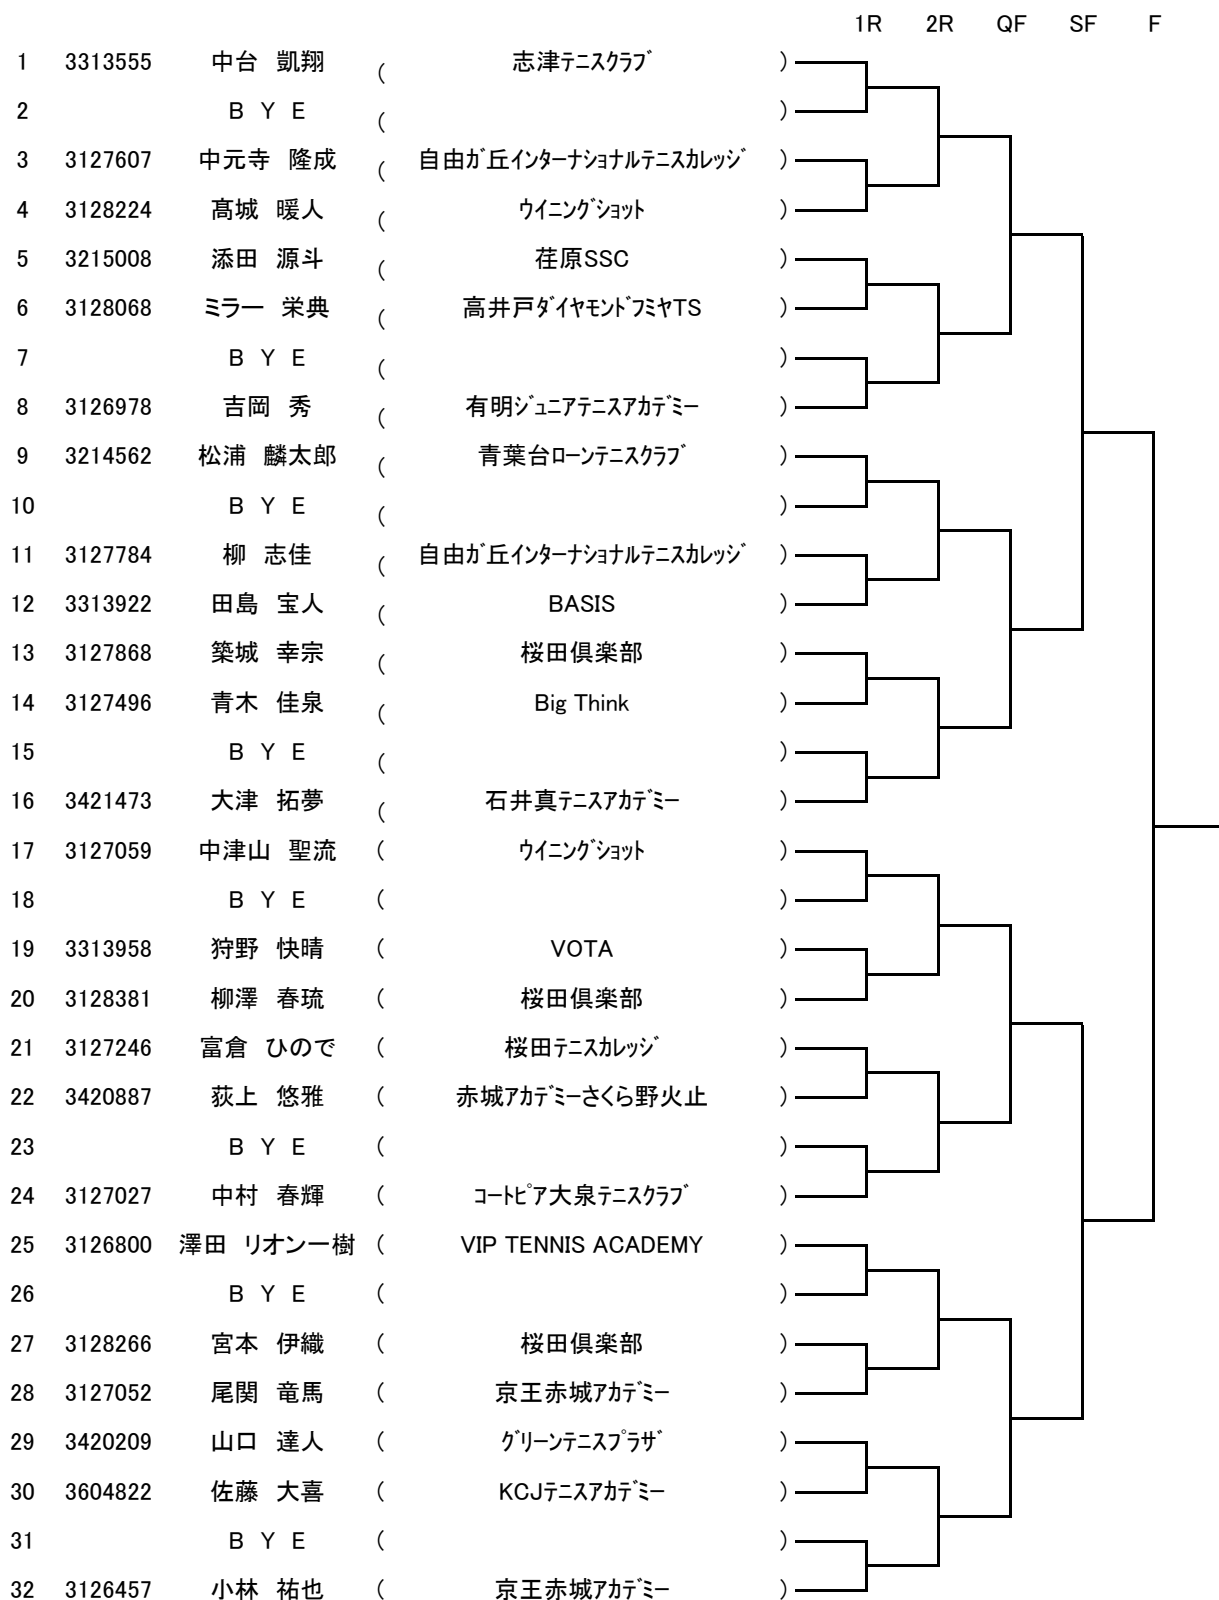 1R 2R QF SF F
1 3313555 中台 凱翔 ( 志津ﾃﾆｽｸﾗﾌﾞ )
2 B Y E ( )
3 3127607 中元寺 隆成 ( 自由が丘ｲﾝﾀｰﾅｼｮﾅﾙﾃﾆｽｶﾚｯｼﾞ )
4 3128224 髙城 暖人 ( ｳｲﾆﾝｸﾞｼｮｯﾄ )
5 3215008 添田 源斗 ( 荏原SSC )
6 3128068 ミラー 栄典 ( 高井戸ﾀﾞｲﾔﾓﾝﾄﾞﾌﾐﾔTS )
7 B Y E ( )
8 3126978 吉岡 秀 ( 有明ｼﾞｭﾆｱﾃﾆｽｱｶﾃﾞﾐｰ )
9 3214562 松浦 麟太郎 ( 青葉台ﾛｰﾝﾃﾆｽｸﾗﾌﾞ )
10 B Y E ( )
11 3127784 柳 志佳 ( 自由が丘ｲﾝﾀｰﾅｼｮﾅﾙﾃﾆｽｶﾚｯｼﾞ )
12 3313922 田島 宝人 ( BASIS )
13 3127868 築城 幸宗 ( 桜田倶楽部 )
14 3127496 青木 佳泉 ( Big Think )
15 B Y E ( )
16 3421473 大津 拓夢 ( 石井真ﾃﾆｽｱｶﾃﾞﾐｰ )
17 3127059 中津山 聖流 ( ｳｲﾆﾝｸﾞｼｮｯﾄ )
18 B Y E ( )
19 3313958 狩野 快晴 ( VOTA )
20 3128381 柳澤 春琉 ( 桜田倶楽部 )
21 3127246 富倉 ひので ( 桜田ﾃﾆｽｶﾚｯｼﾞ )
22 3420887 荻上 悠雅 ( 赤城ｱｶﾃﾞﾐｰさくら野火止 )
23 B Y E ( )
24 3127027 中村 春輝 ( ｺｰﾄﾋﾟｱ大泉ﾃﾆｽｸﾗﾌﾞ )
25 3126800 澤田 リオン一樹 ( VIP TENNIS ACADEMY )
26 B Y E ( )
27 3128266 宮本 伊織 ( 桜田倶楽部 )
28 3127052 尾関 竜馬 ( 京王赤城ｱｶﾃﾞﾐｰ )
29 3420209 山口 達人 ( ｸﾞﾘｰﾝﾃﾆｽﾌﾟﾗｻﾞ )
30 3604822 佐藤 大喜 ( KCJﾃﾆｽｱｶﾃﾞﾐｰ )
31 B Y E ( )
32 3126457 小林 祐也 ( 京王赤城ｱｶﾃﾞﾐｰ )